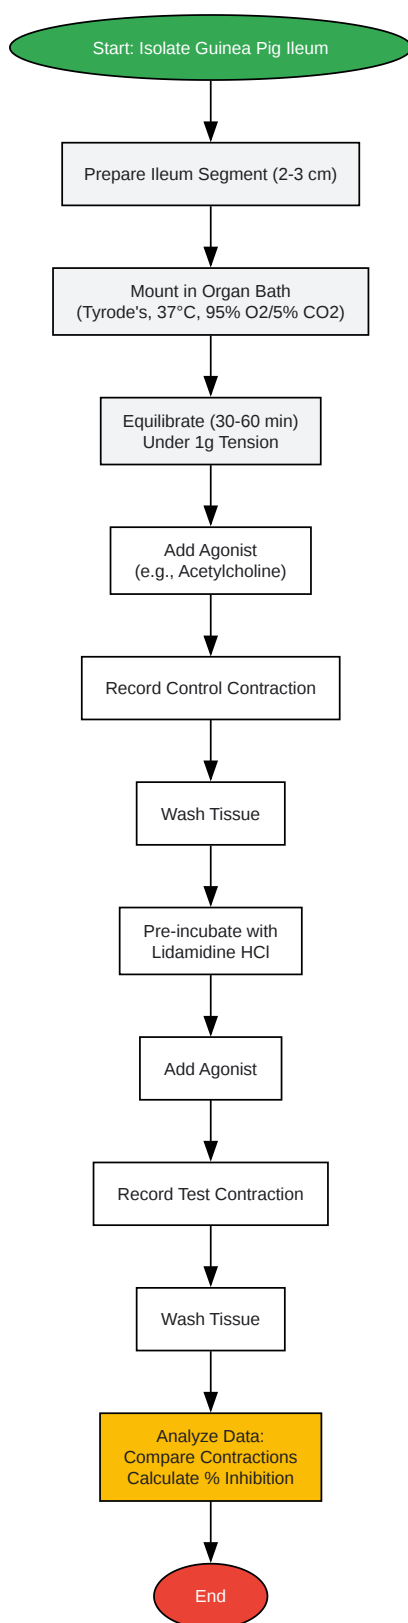 Start: Isolate Guinea Pig Ileum
Prepare Ileum Segment (2-3 cm)
Mount in Organ Bath
(Tyrode's, 37°C, 95% O2/5% CO2)
Equilibrate (30-60 min)
Under 1g Tension
Add Agonist
(e.g., Acetylcholine)
Record Control Contraction
Wash Tissue
Pre-incubate with
Lidamidine HCl
Add Agonist
Record Test Contraction
Wash Tissue
Analyze Data:
Compare Contractions
Calculate % Inhibition
End